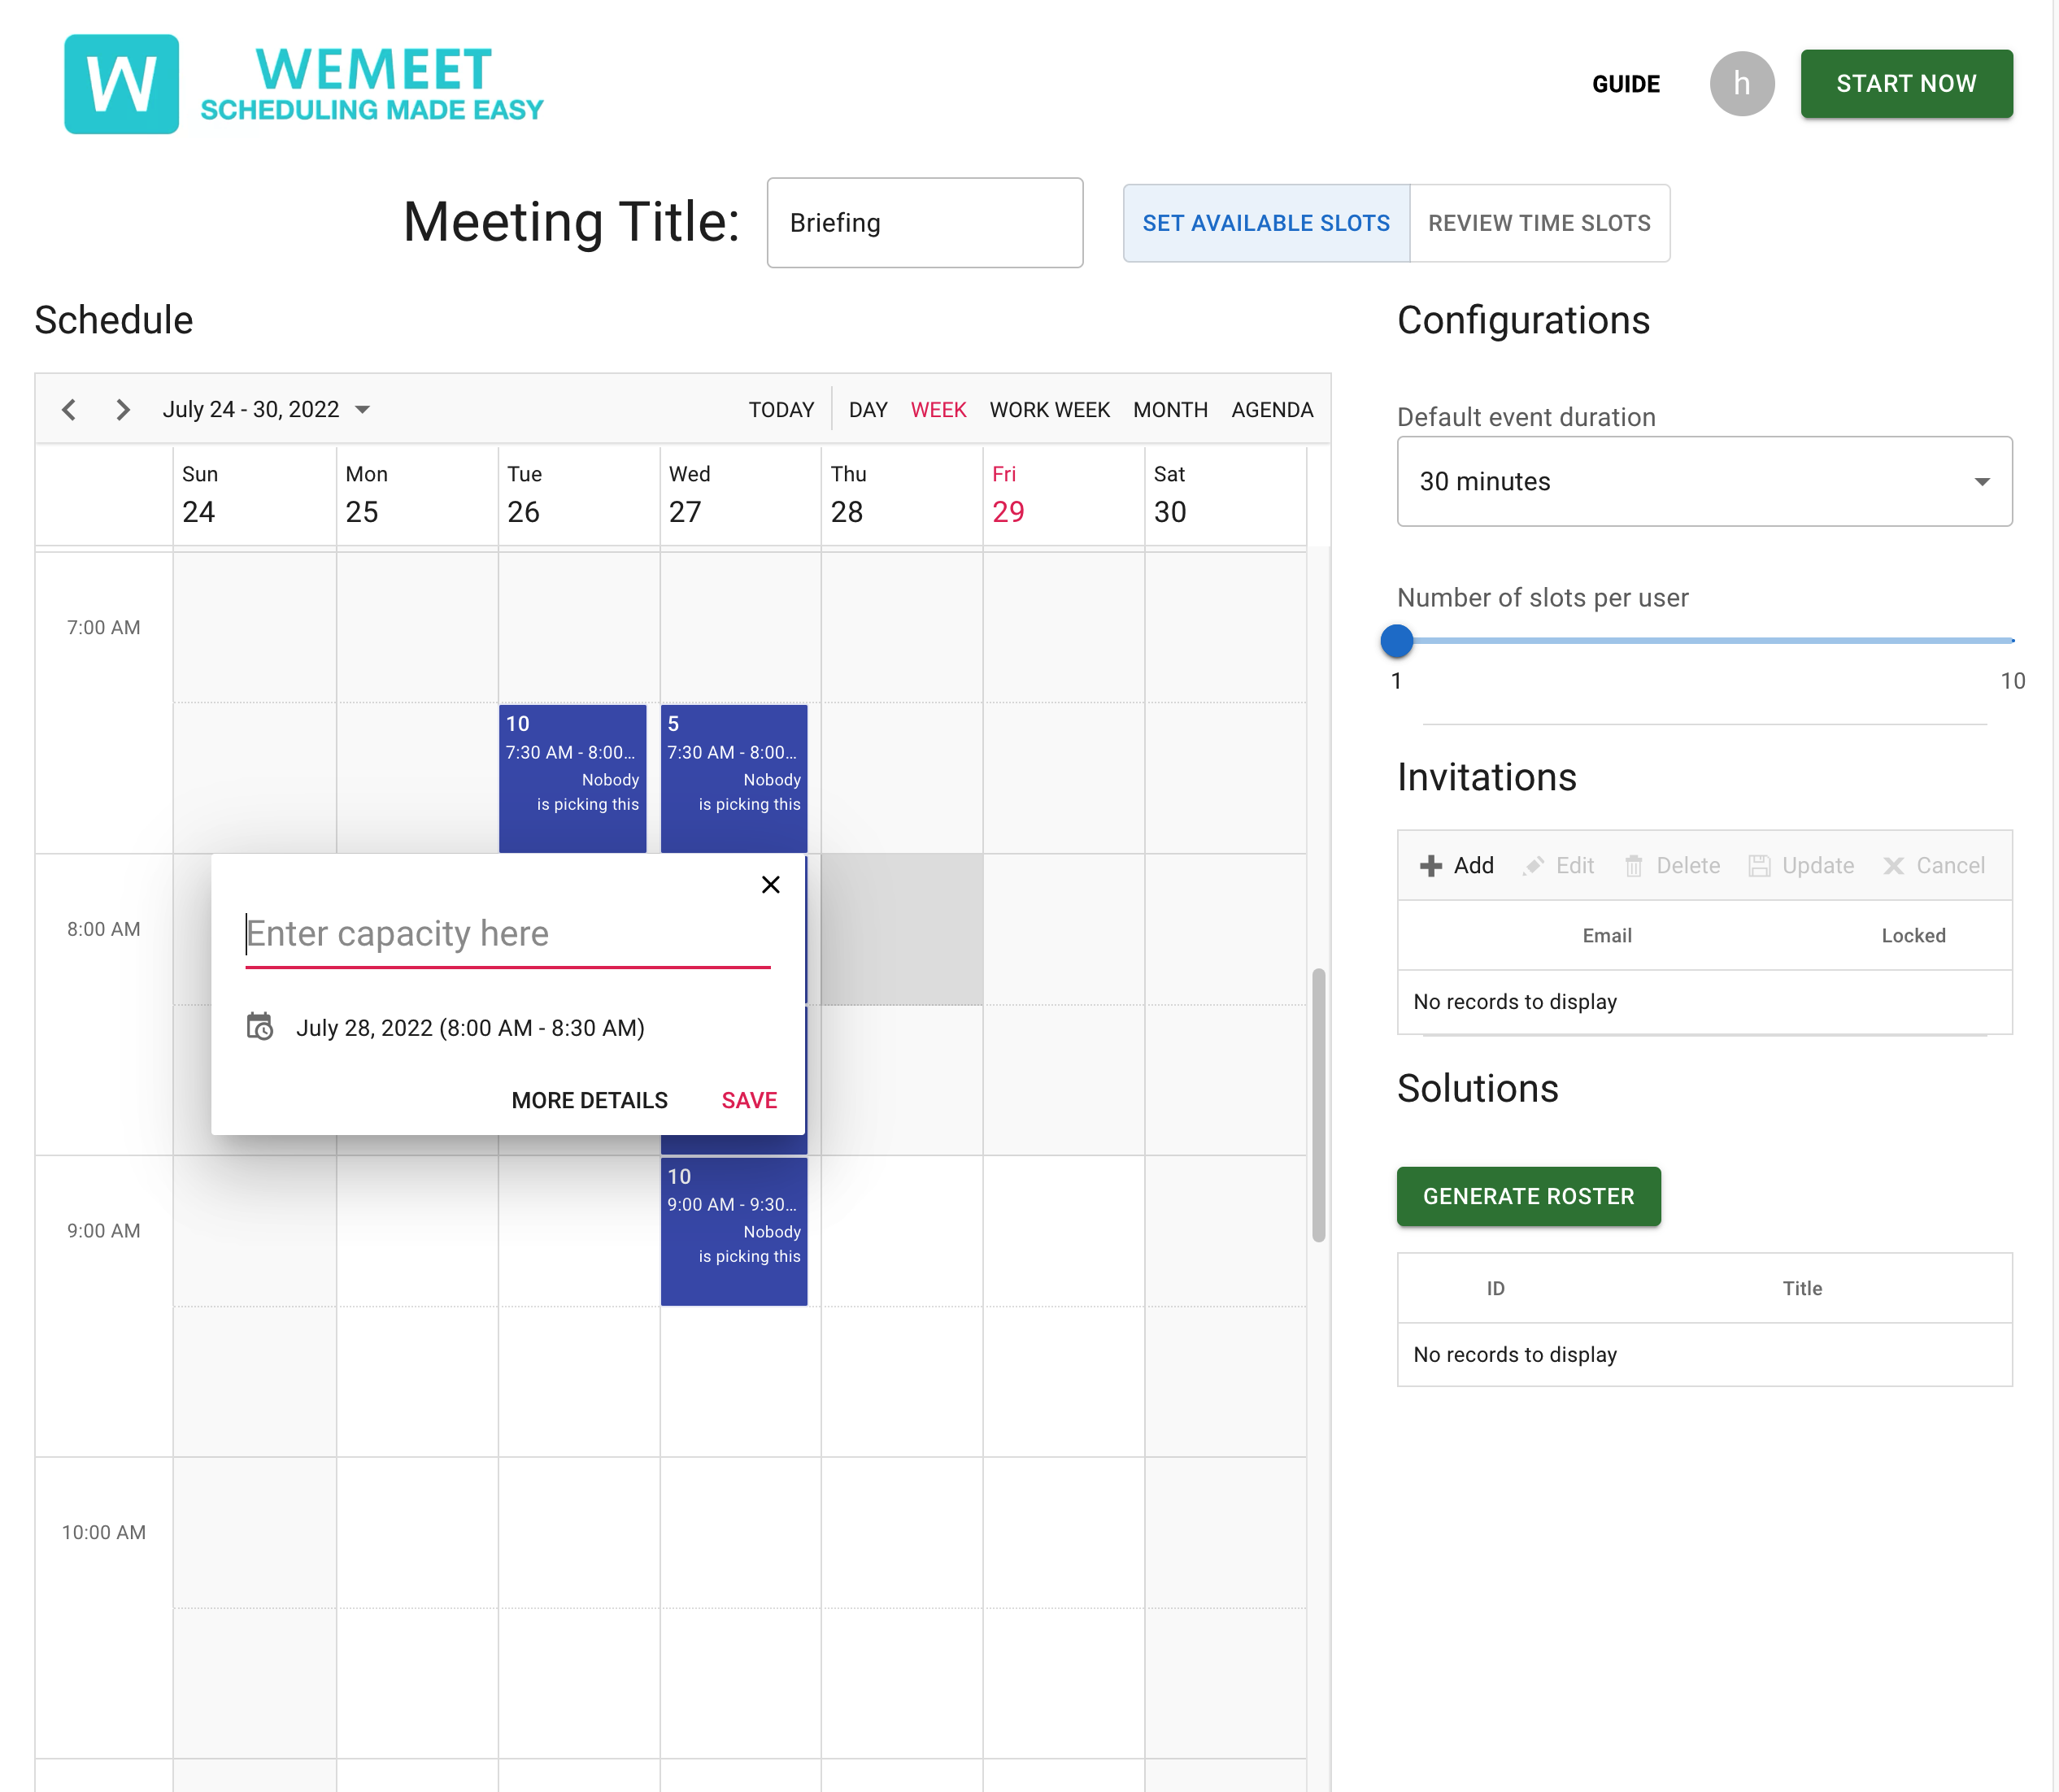 W
WEMEET
SCHEDULING MADE EASY
GUIDE
h
START NOW
Meeting Title:
Briefing
SET AVAILABLE SLOTS
REVIEW TIME SLOTS
Schedule
July 24 - 30, 2022
TODAY
DAY
WEEK
WORK WEEK
MONTH
AGENDA
Sun
24
Mon
25
Tue
26
Wed
27
Thu
28
Fri
29
Sat
30
7:00 AM
10
7:30 AM - 8:00...
Nobody
is picking this
5
7:30 AM - 8:00...
Nobody
is picking this
8:00 AM
Enter capacity here
July 28, 2022 (8:00 AM - 8:30 AM)
MORE DETAILS
SAVE
10
9:00 AM - 9:30...
Nobody
is picking this
9:00 AM
10:00 AM
Configurations
Default event duration
30 minutes
Number of slots per user
1
10
Invitations
Add
Edit
Delete
Update
Cancel
Email
Locked
No records to display
Solutions
GENERATE ROSTER
ID
Title
No records to display